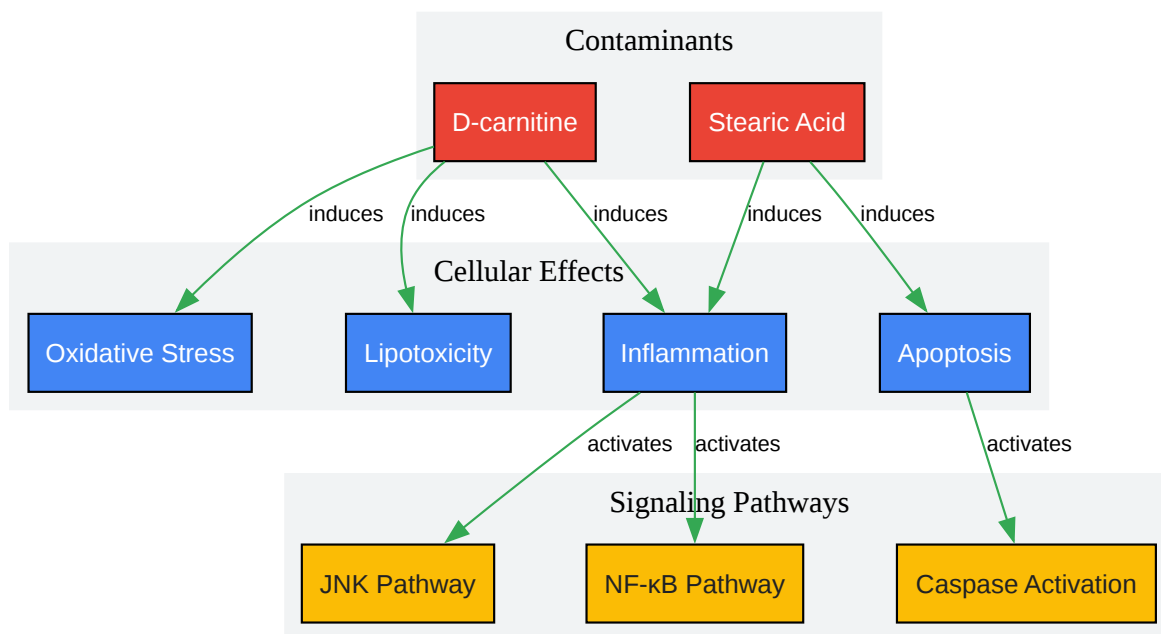 Contaminants
D-carnitine
Stearic Acid
induces
induces
induces
induces
induces
Cellular Effects
Oxidative Stress
Lipotoxicity
Inflammation
Apoptosis
activates
activates
activates
Signaling Pathways
JNK Pathway
NF-κB Pathway
Caspase Activation